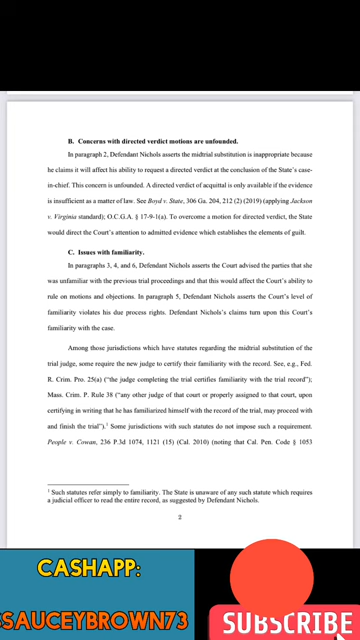 B. Concerns with directed verdict motions are unfounded.
In paragraph 2, Defendant Nichols asserts the midtrial substitution is inappropriate because
he claims it will affect his ability to request a directed verdict at the conclusion of the State's case-
in-chief. This concern is unfounded. A directed verdict of acquittal is only available if the evidence
is insufficient as a matter of law. See Boyd v. State, 306 Ga. 204, 212 (2) (2019) (applying Jackson
v. Virginia standard); O.C.G.A. § 17-9-1(a). To overcome a motion for directed verdict, the State
would direct the Court's attention to admitted evidence which establishes the elements of guilt.
C. Issues with familiarity.
In paragraphs 3, 4, and 6, Defendant Nichols asserts the Court advised the parties that she
was unfamiliar with the previous trial proceedings and that this would affect the Court's ability to
rule on motions and objections. In paragraph 5, Defendant Nichols asserts the Court's level of
familiarity violates his due process rights. Defendant Nichols's claims turn upon this Court's
familiarity with the case.
Among those jurisdictions which have statutes regarding the midtrial substitution of the
trial judge, some require the new judge to certify their familiarity with the record. See, e.g., Fed.
R. Crim. Pro. 25(a) ("the judge completing the trial certifies familiarity with the trial record");
Mass. Crim. P. Rule 38 ("any other judge of that court or properly assigned to that court, upon
certifying in writing that he has familiarized himself with the record of the trial, may proceed with
and finish the trial").1 Some jurisdictions with such statutes do not impose such a requirement.
People v. Cowan, 236 P.3d 1074, 1121 (15) (Cal. 2010) (noting that Cal. Pen. Code § 1053
1 Such statutes refer simply to familiarity. The State is unaware of any such statute which requires
a judicial officer to read the entire record, as suggested by Defendant Nichols.
2
CASHAPP:
SAUCEYBROWN73
SUBSCRIBE